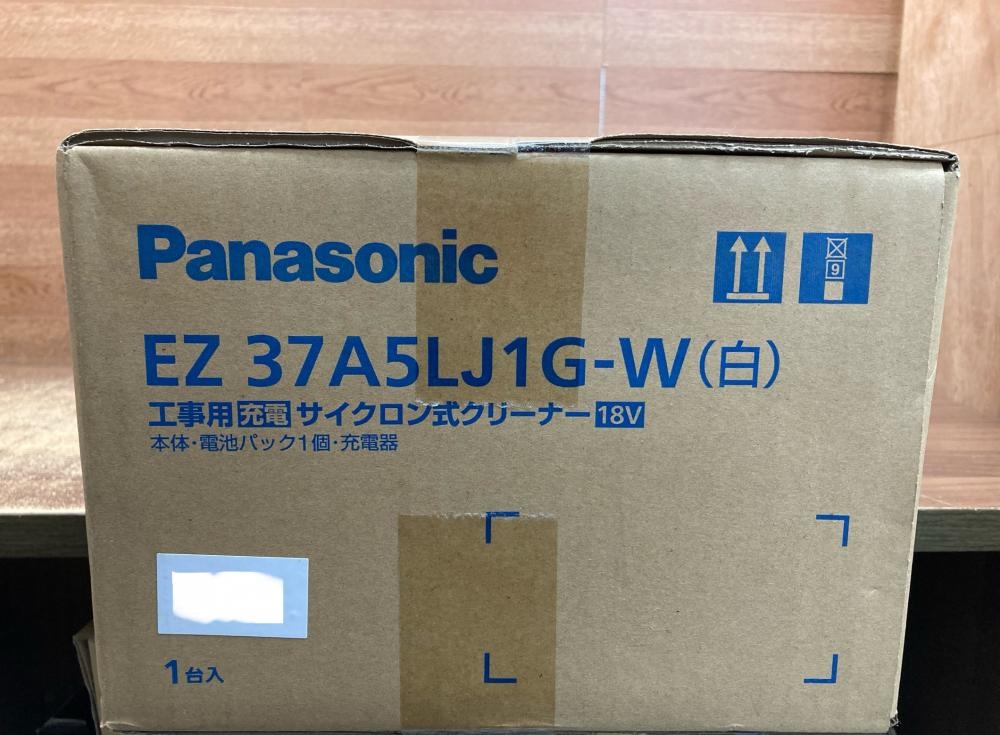 Panasonic
9
EZ 37A5LJ1G-W(白)
工事用充電サイクロン式クリーナー18V
本体・電池パック1個・充電器
1台入